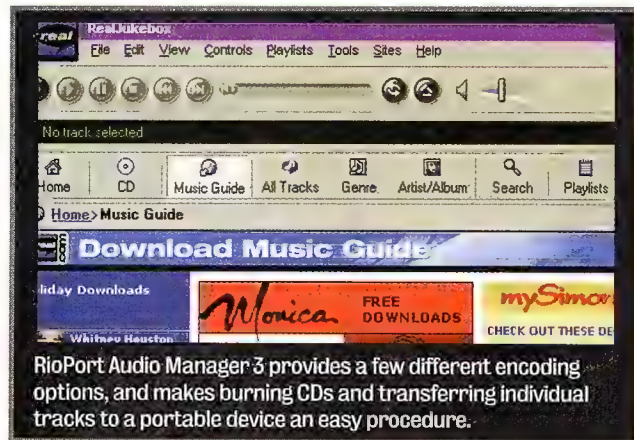 real
RealJukebox
File Edit View Controls Playlists Tools Sites Help
No track selected
Home CD Music Guide All Tracks Genre Artist/Album Search Playlists
Home> Music Guide
.com Download Music Guide
liday Downloads
Monica FREE DOWNLOADS
CHECK OUT THESE DE
Whitney Houston
RioPort Audio Manager 3 provides a few different encoding
options, and makes burning CDs and transferring individual
tracks to a portable device an easy procedure.